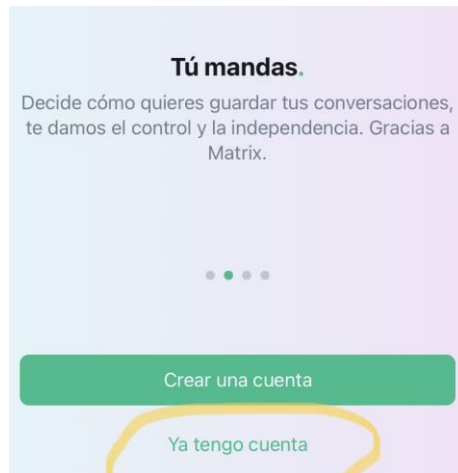 Tú mandas.
Decide cómo quieres guardar tus conversaciones,
te damos el control y la independencia. Gracias a
Matrix.
Crear una cuenta
Ya tengo cuenta